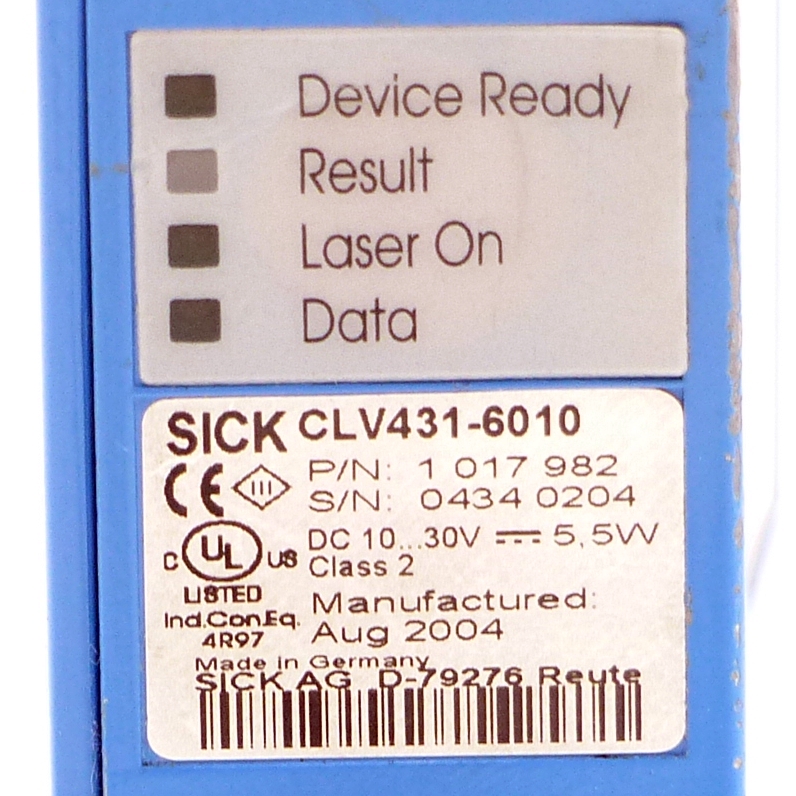 Device Ready
Result
Laser On
Data
SICK CLV431-6010
CE III P/N: 1 017 982
S/N: 0434 0204
C UL US DC 10...30V ⎓ 5,5W
Class 2
LISTED
Ind.Con.Eq.
4R97
Manufactured:
Aug 2004
Made in Germany
SICK AG D-79276 Reute